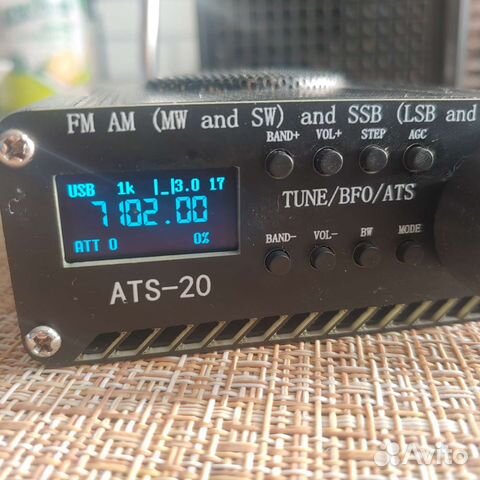 FM AM (MW and SW) and SSB (LSB and
BAND+ VOL+ STEP AGC
USB 1k |_|3.0 17
7102.00
ATT 0 0%
TUNE/BFO/ATS
BAND- VOL- BW MODE
ATS-20
Avito